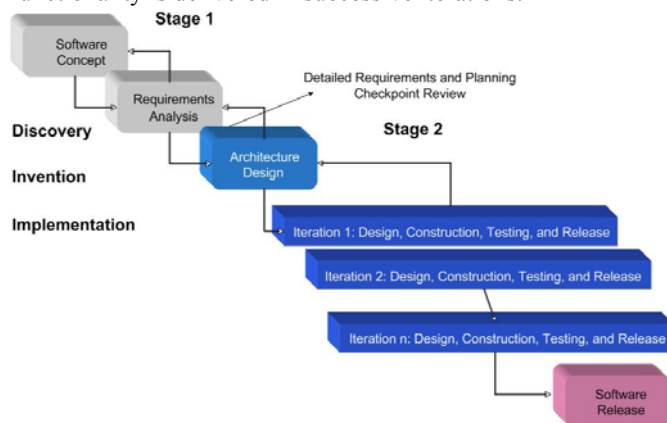 Stage 1
Software
Concept
Detailed Requirements and Planning
Checkpoint Review
Requirements
Analysis
Discovery
Stage 2
Architecture
Design
Invention
Implementation
Iteration 1: Design, Construction, Testing, and Release
Iteration 2: Design, Construction, Testing, and Release
Iteration n: Design, Construction, Testing, and Release
Software
Release